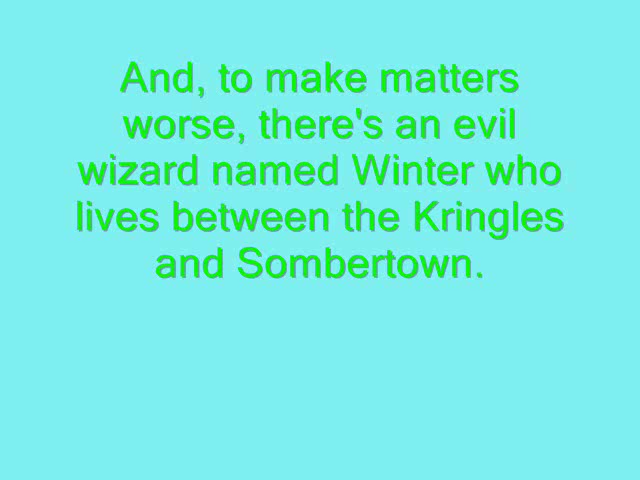 And, to make matters
worse, there's an evil
wizard named Winter who
lives between the Kringles
and Sombertown.